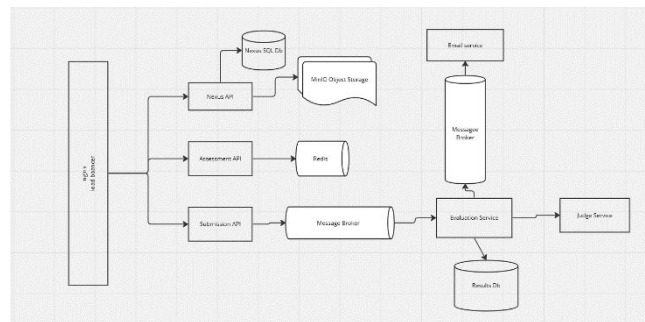 Nexus SQL Db
Email service
MinIO Object Storage
Nexus API
nginx
load balancer
Message
Broker
Assessment API
Redis
Submission API
Message Broker
Evaluation Service
Judge Service
Results Db